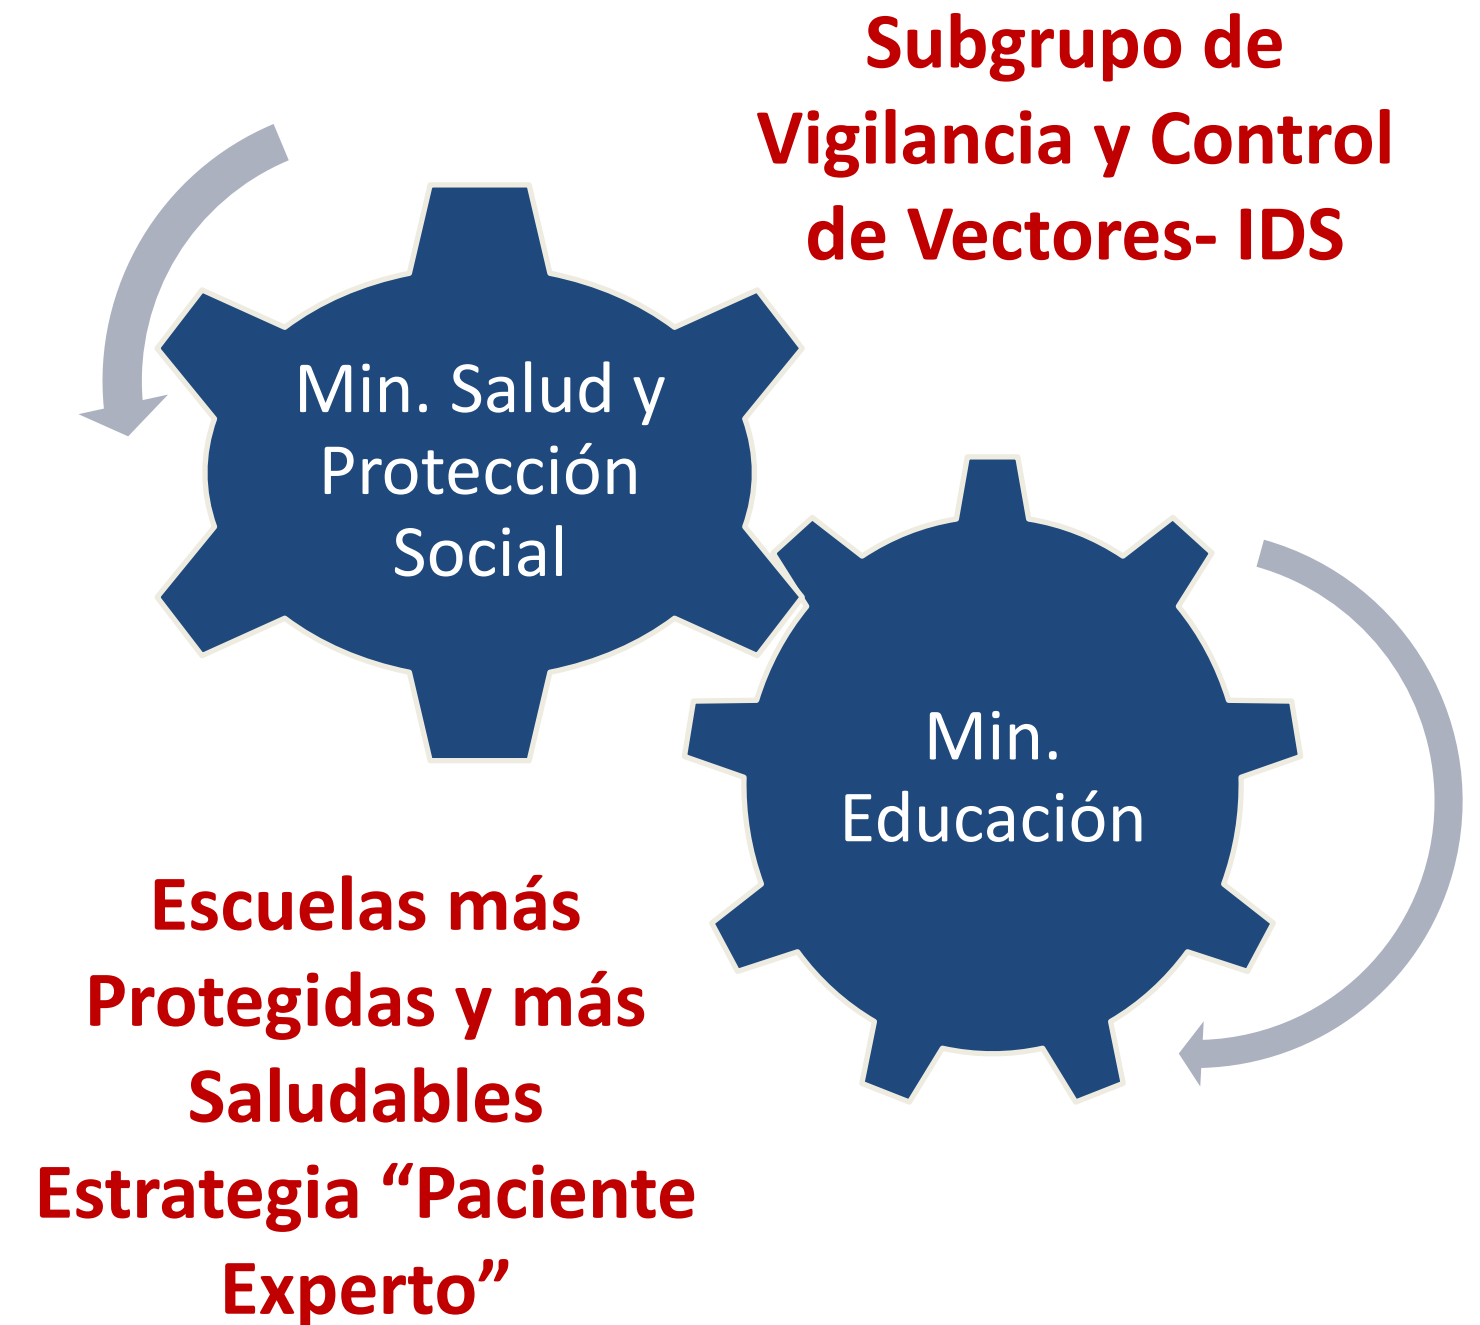 Subgrupo de
Vigilancia y Control
de Vectores- IDS
Min. Salud y
Protección
Social
Min.
Educación
Escuelas más
Protegidas y más
Saludables
Estrategia “Paciente
Experto”